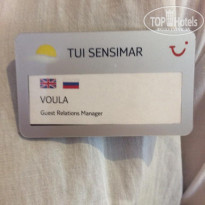 TOP HOTELS
TUI SENSIMAR
VOULA
Guest Relations Manager